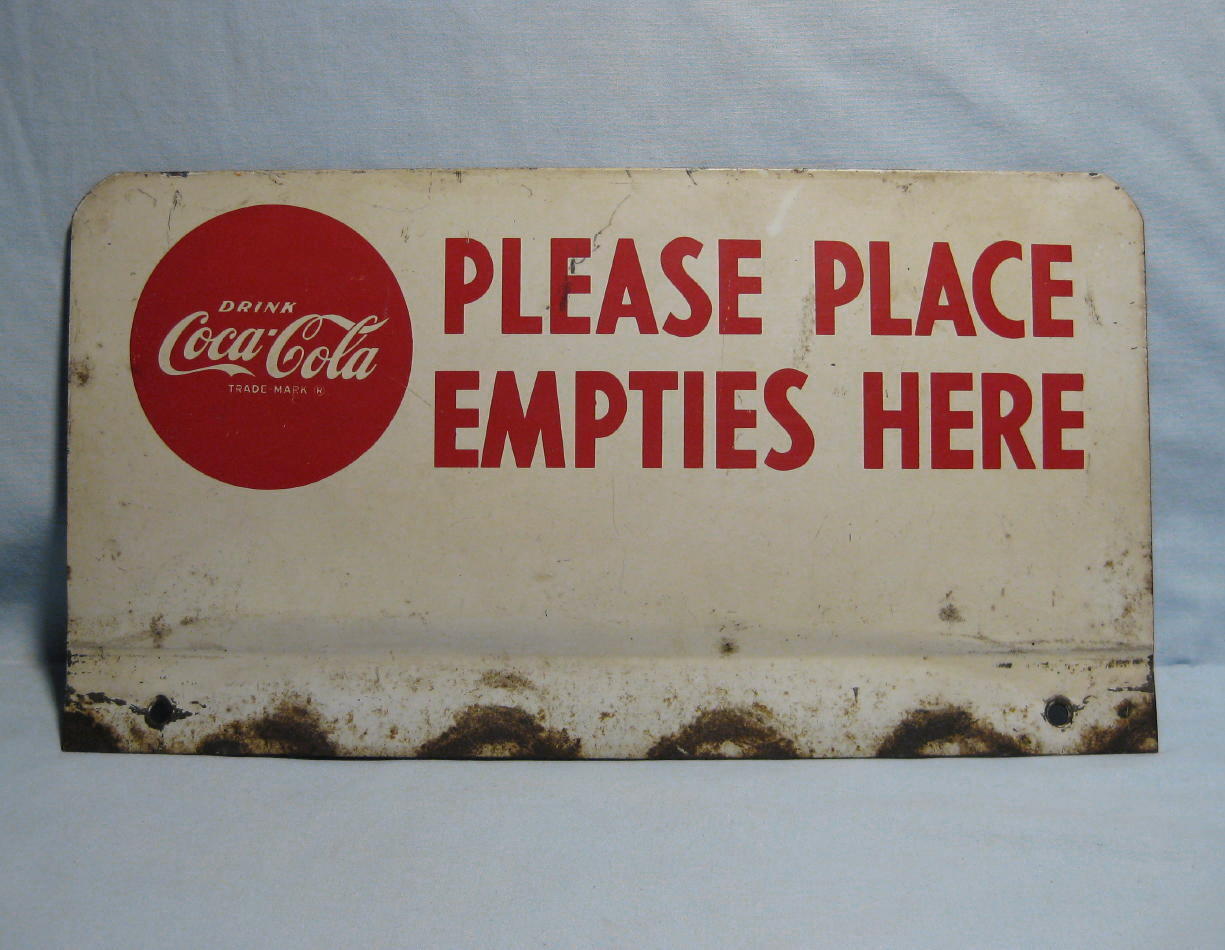 DRINK
Coca-Cola
TRADE-MARK ®
PLEASE PLACE
EMPTIES HERE